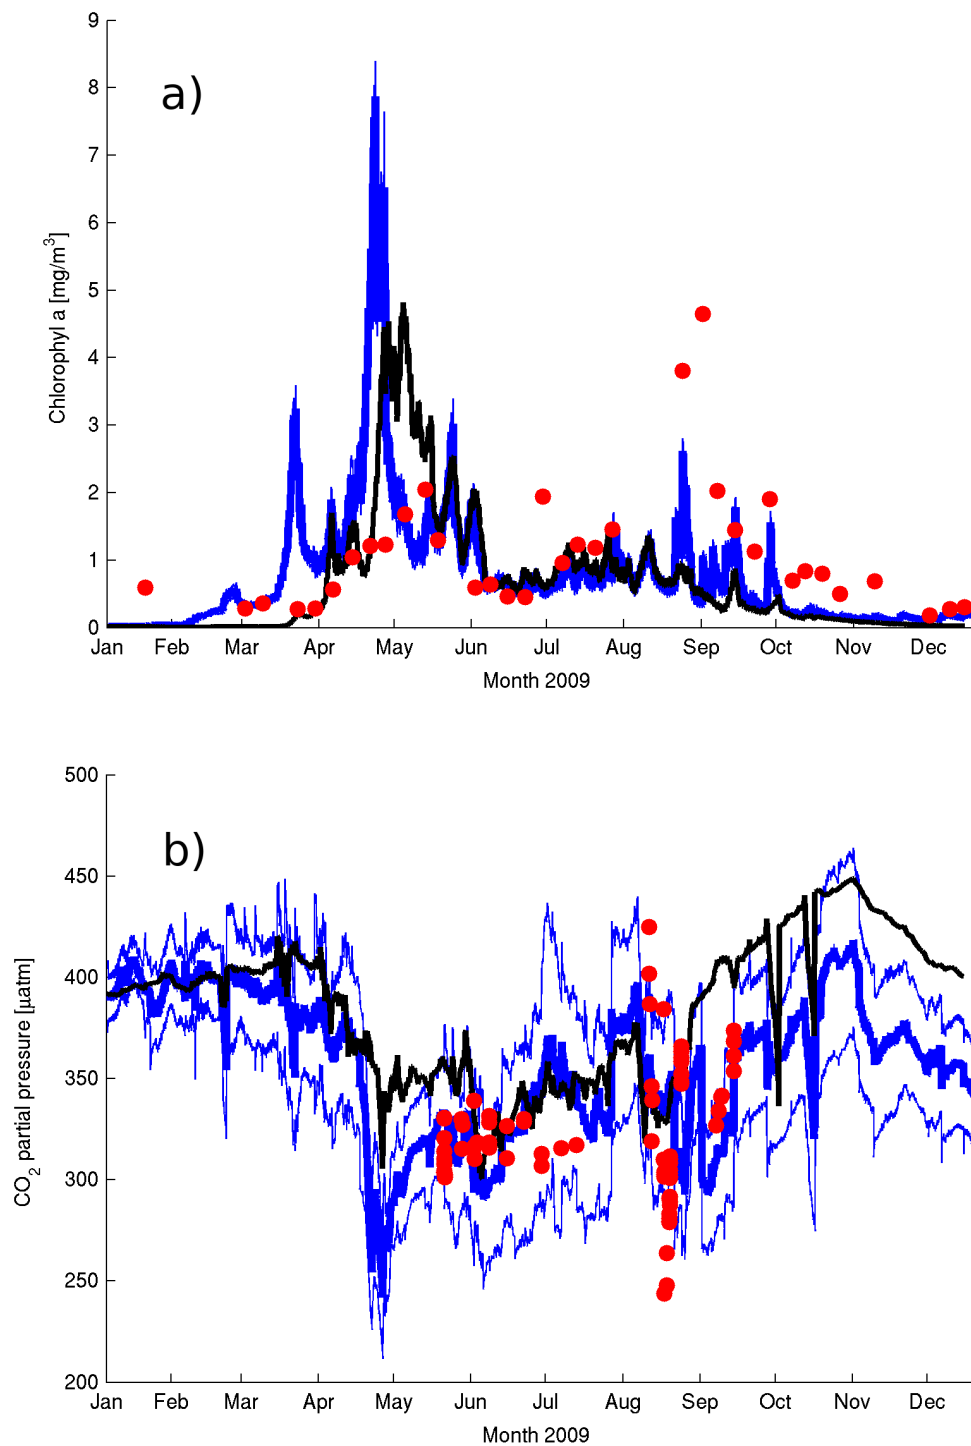 9
a)
8
7
6
5
4
3
2
1
0
Chlorophyl a [mg/m³]
Jan Feb Mar Apr May Jun Jul Aug Sep Oct Nov Dec
Month 2009
500
b)
450
400
350
300
250
200
CO₂ partial pressure [µatm]
Jan Feb Mar Apr May Jun Jul Aug Sep Oct Nov Dec
Month 2009